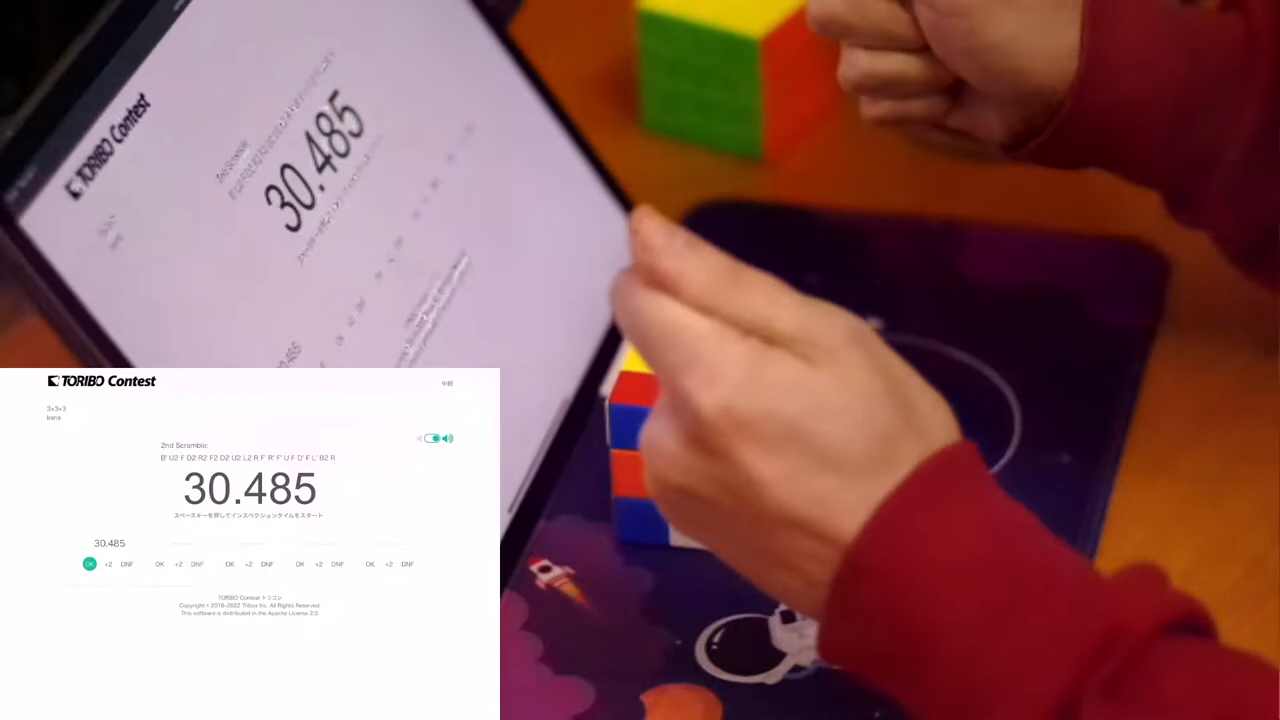 TORIBO Contest
30.485
TORIBO Contest
中断
3x3x3
kana
2nd Scramble:
B' U2 F D2 R2 F2 D2 U2 L2 R F' R' F' U F D' F L' B2 R
30.485
スペースキーを押してインスペクションタイムをスタート
30.485
OK +2 DNF OK +2 DNF OK +2 DNF OK +2 DNF OK +2 DNF
TORIBO Contest トリコン
Copyright © 2016-2022 Tribox Inc. All Rights Reserved.
This software is distributed in the Apache License 2.0.